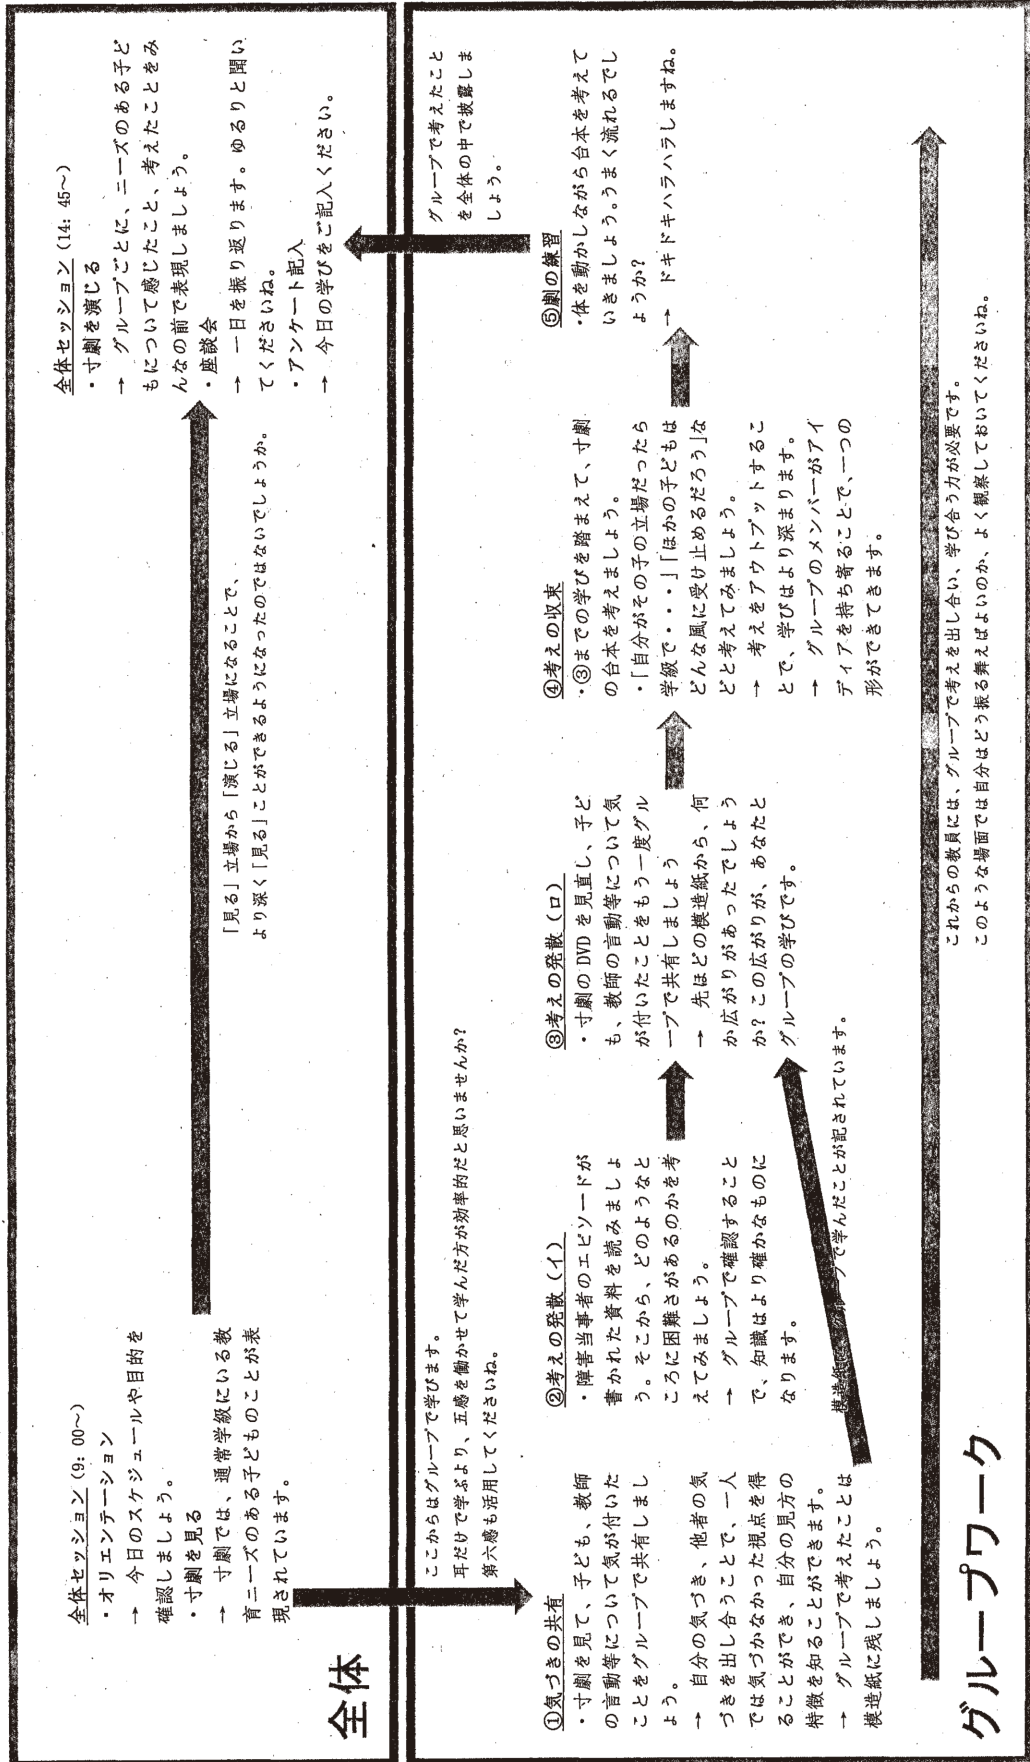 全体セッション(9:00~)
・オリエンテーション
→ 今日のスケジュールや目的を
確認しましょう。
・寸劇を見る
→ 寸劇では、通常学級にいる教
育ニーズのある子どものことが表
現されています。
「見る」立場から「演じる」立場になることで、
より深く「見る」ことができるようになったのではないでしょうか。
全体セッション(14:45~)
・寸劇を演じる
→ グループごとに、ニーズのある子ど
もについて感じたこと、考えたことをみ
んなの前で表現しましょう。
・座談会
→ 一日を振り返ります。ゆるりと聞い
てくださいね。
・アンケート記入
→ 今日の学びをご記入ください。
全体
ここからはグループで学びます。
耳だけで学ぶより、五感を働かせて学んだ方が効率的だと思いませんか?
第六感も活用してくださいね。
グループで考えたこと
を全体の中で披露しま
しょう。
①気づきの共有
・寸劇を見て、子ども、教師
の言動等について気が付いた
ことをグループで共有しまし
ょう。
→ 自分の気づき、他者の気
づきを出し合うことで、一人
では気づかなかった視点を得
ることができ、自分の見方の
特徴を知ることができます。
→ グループで考えたことは
模造紙に残しましょう。
②考えの発散(イ)
・障害当事者のエピソードが
書かれた資料を読みましょ
う。そこから、どのようなと
ころに困難さがあるのかを考
えてみましょう。
→ グループで確認すること
で、知識はより確かなものに
なります。
模造紙に プで学んだことが記されています。
③考えの発散(ロ)
・寸劇の DVD を見直し、子ど
も、教師の言動等について気
が付いたことをもう一度グル
ープで共有しましょう
→ 先ほどの模造紙から、何
か広がりがあったでしょう
か?この広がりが、あなたと
グループの学びです。
④考えの収束
・③までの学びを踏まえて、寸劇
の台本を考えましょう。
・「自分がその子の立場だったら
学級で・・・」「ほかの子どもは
どんな風に受け止めるだろう」な
どと考えてみましょう。
→ 考えをアウトプットするこ
とで、学びはより深まります。
→ グループのメンバーがアイ
ディアを持ち寄ることで、一つの
形ができてきます。
⑤劇の練習
・体を動かしながら台本を考えて
いきましょう。うまく流れるでし
ょうか?
→ ドキドキハラハラしますね。
これからの教員には、グループで考えを出し合い、学び合う力が必要です。
このような場面では自分はどう振る舞えばよいのか、よく観察しておいてくださいね。
グループワーク